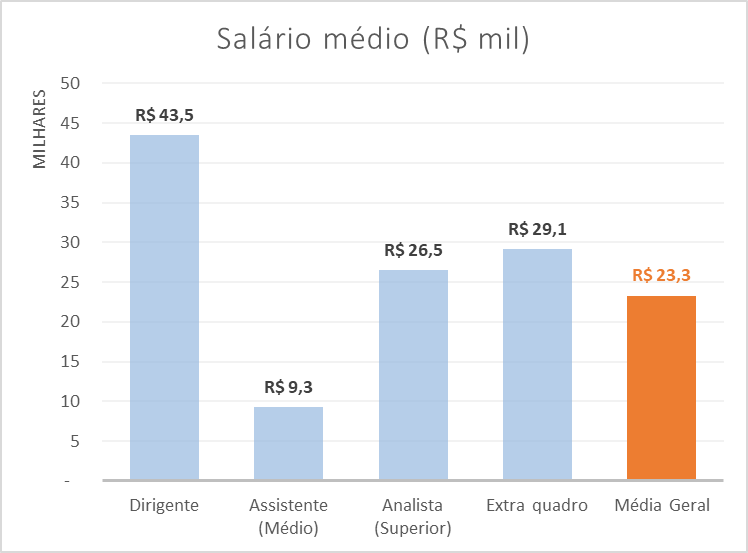 Salário médio (R$ mil)
MILHARES
50
45
40
35
30
25
20
15
10
5
-
R$ 43,5
R$ 9,3
R$ 26,5
R$ 29,1
R$ 23,3
Dirigente
Assistente
(Médio)
Analista
(Superior)
Extra quadro
Média Geral